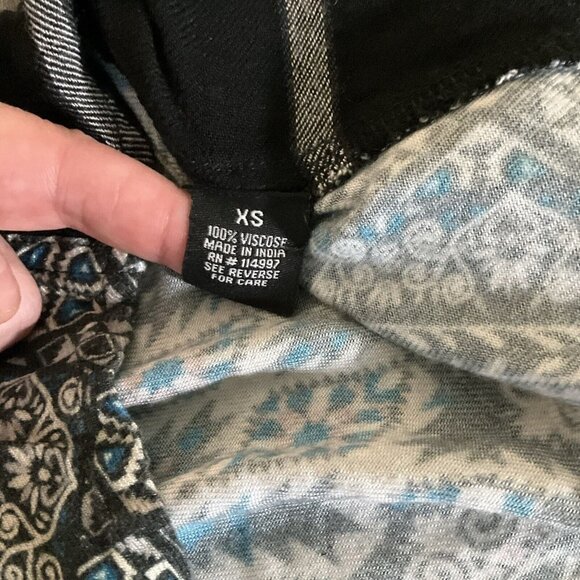 XS
100% VISCOSE
MADE IN INDIA
RN # 114997
SEE REVERSE
FOR CARE